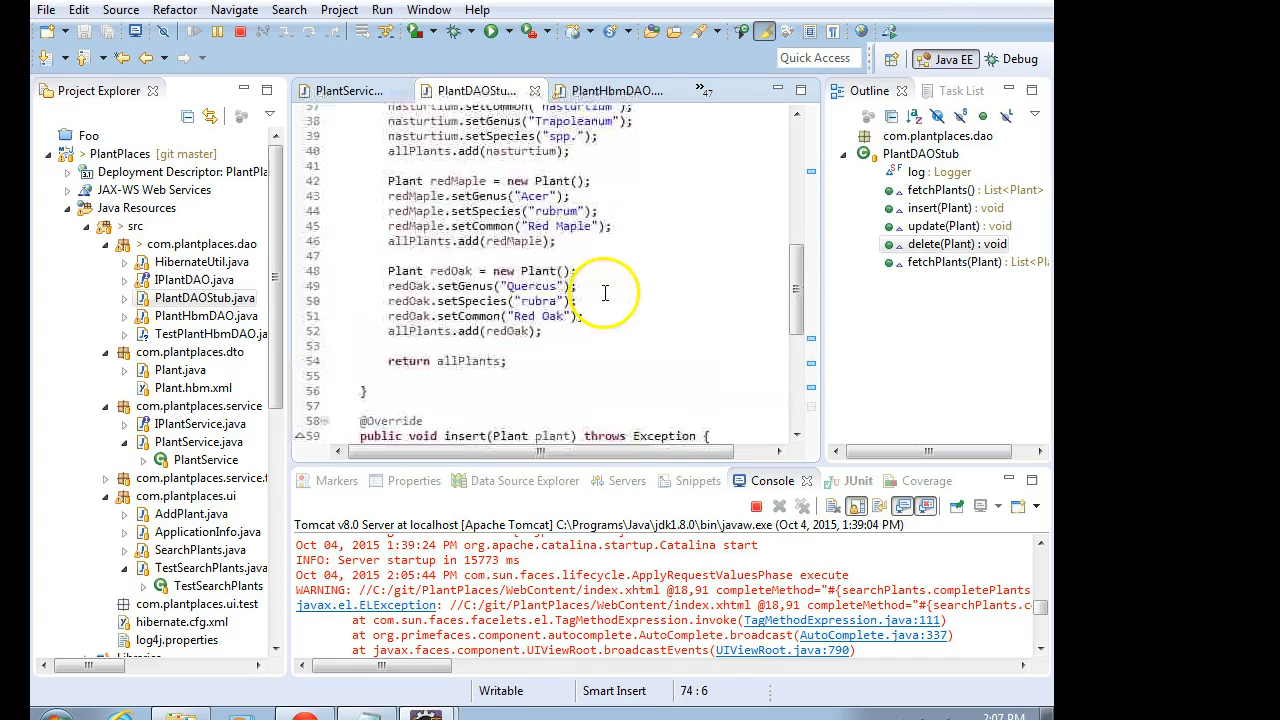 File Edit Source Refactor Navigate Search Project Run Window Help
Quick Access
Java EE
Debug
Project Explorer
PlantServic...
PlantDAOStu...
PlantHbmDAO....
47
Outline
Task List
Foo
> PlantPlaces [git master]
Deployment Descriptor: PlantPla
JAX-WS Web Services
Java Resources
> src
> com.plantplaces.dao
HibernateUtil.java
IPlantDAO.java
PlantDAOStub.java
PlantHbmDAO.java
TestPlantHbmDAO.java
com.plantplaces.dto
Plant.java
Plant.hbm.xml
com.plantplaces.service
IPlantService.java
PlantService.java
PlantService
com.plantplaces.service.t
com.plantplaces.ui
AddPlant.java
ApplicationInfo.java
SearchPlants.java
TestSearchPlants.java
TestSearchPlants
com.plantplaces.ui.test
hibernate.cfg.xml
log4j.properties
37 nasturtium.setCommon("nasturtium");
38 nasturtium.setGenus("Trapoleanum");
39 nasturtium.setSpecies("spp.");
40 allPlants.add(nasturtium);
41
42 Plant redMaple = new Plant();
43 redMaple.setGenus("Acer");
44 redMaple.setSpecies("rubrum");
45 redMaple.setCommon("Red Maple");
46 allPlants.add(redMaple);
47
48 Plant redOak = new Plant();
49 redOak.setGenus("Quercus");
50 redOak.setSpecies("rubra");
51 redOak.setCommon("Red Oak");
52 allPlants.add(redOak);
53
54 return allPlants;
55
56 }
57
58 @Override
59 public void insert(Plant plant) throws Exception {
com.plantplaces.dao
PlantDAOStub
log : Logger
fetchPlants() : List<Plant>
insert(Plant) : void
update(Plant) : void
delete(Plant) : void
fetchPlants(Plant) : List<Pl
Markers
Properties
Data Source Explorer
Servers
Snippets
Console
JUnit
Coverage
Tomcat v8.0 Server at localhost [Apache Tomcat] C:\Programs\Java\jdk1.8.0\bin\javaw.exe (Oct 4, 2015, 1:39:04 PM)
Oct 04, 2015 1:39:24 PM org.apache.catalina.startup.Catalina start
INFO: Server startup in 15773 ms
Oct 04, 2015 2:05:44 PM com.sun.faces.lifecycle.ApplyRequestValuesPhase execute
WARNING: //C:/git/PlantPlaces/WebContent/index.xhtml @18,91 completeMethod="#{searchPlants.completePlants
javax.el.ELException: //C:/git/PlantPlaces/WebContent/index.xhtml @18,91 completeMethod="#{searchPlants.co
at com.sun.faces.facelets.el.TagMethodExpression.invoke(TagMethodExpression.java:111)
at org.primefaces.component.autocomplete.AutoComplete.broadcast(AutoComplete.java:337)
at javax.faces.component.UIViewRoot.broadcastEvents(UIViewRoot.java:790)
Writable
Smart Insert
74 : 6
2:07 PM